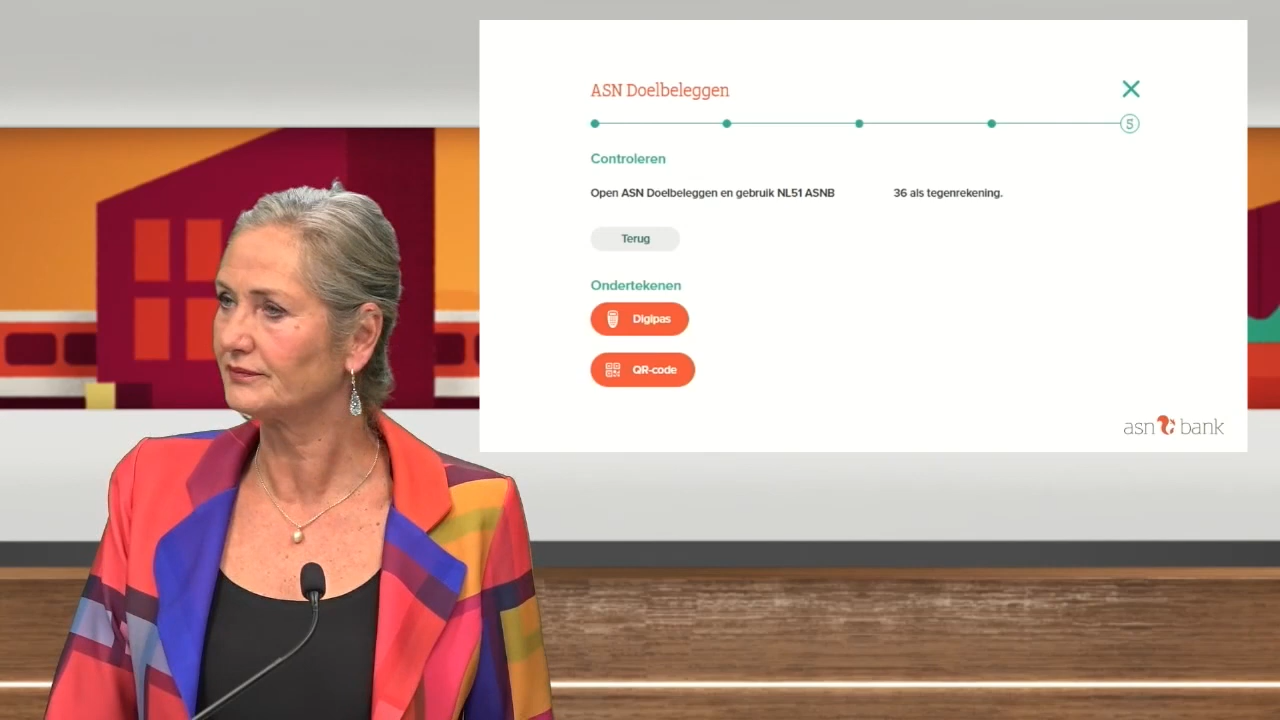 ASN Doelbeleggen
5
Controleren
Open ASN Doelbeleggen en gebruik NL51 ASNB 36 als tegenrekening.
Terug
Ondertekenen
Digipas
QR-code
asn bank